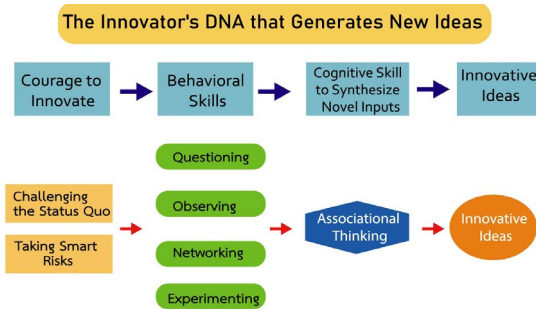 The Innovator's DNA that Generates New Ideas
Courage to
Innovate
Behavioral
Skills
Cognitive Skill
to Synthesize
Novel Inputs
Innovative
Ideas
Challenging
the Status Quo
Taking Smart
Risks
Questioning
Observing
Networking
Experimenting
Associational
Thinking
Innovative
Ideas